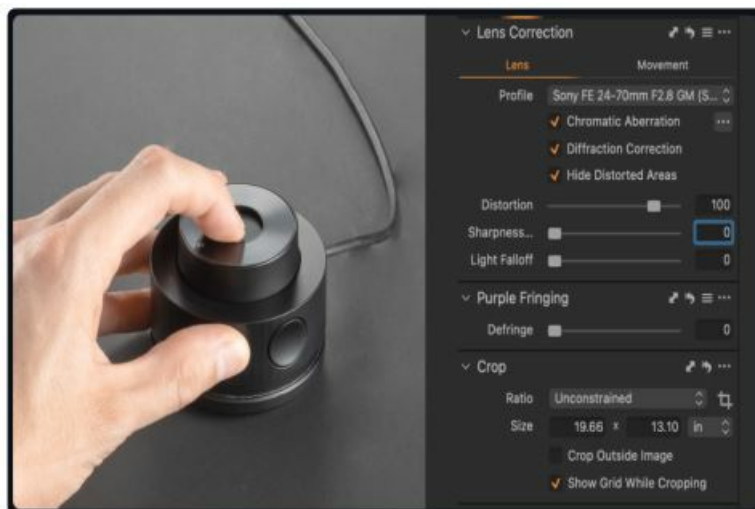 Lens Correction
Lens Movement
Profile Sony FE 24-70mm F2.8 GM (S...
Chromatic Aberration
Diffraction Correction
Hide Distorted Areas
Distortion 100
Sharpness... 0
Light Falloff 0
Purple Fringing
Defringe 0
Crop
Ratio Unconstrained
Size 19.66 x 13.10 in
Crop Outside Image
Show Grid While Cropping